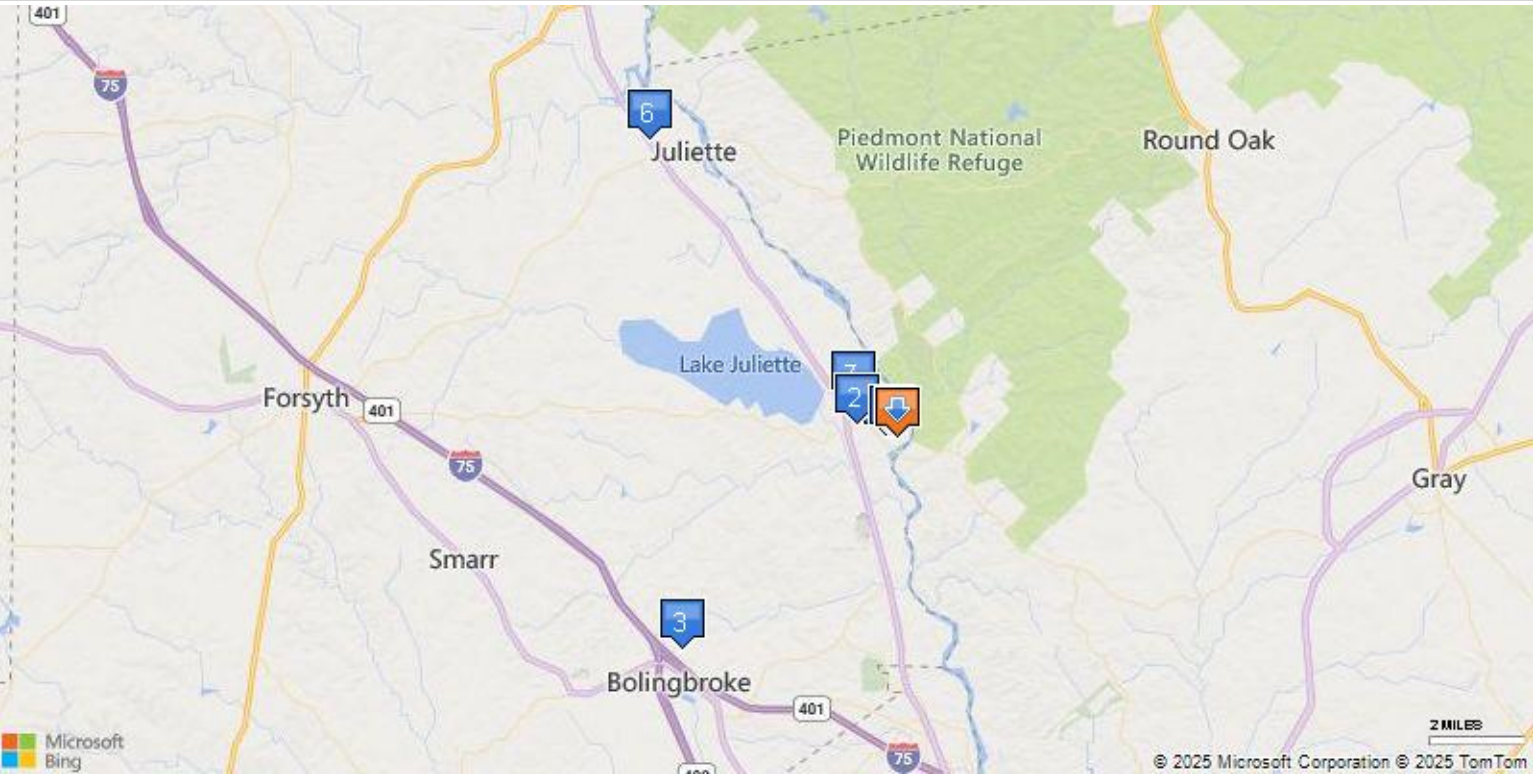 401
75
6
Juliette
Piedmont National
Wildlife Refuge
Round Oak
Lake Juliette
7
2
Forsyth
401
75
Gray
Smarr
3
Bolingbroke
401
75
2 MILES
Microsoft
Bing
© 2025 Microsoft Corporation © 2025 TomTom